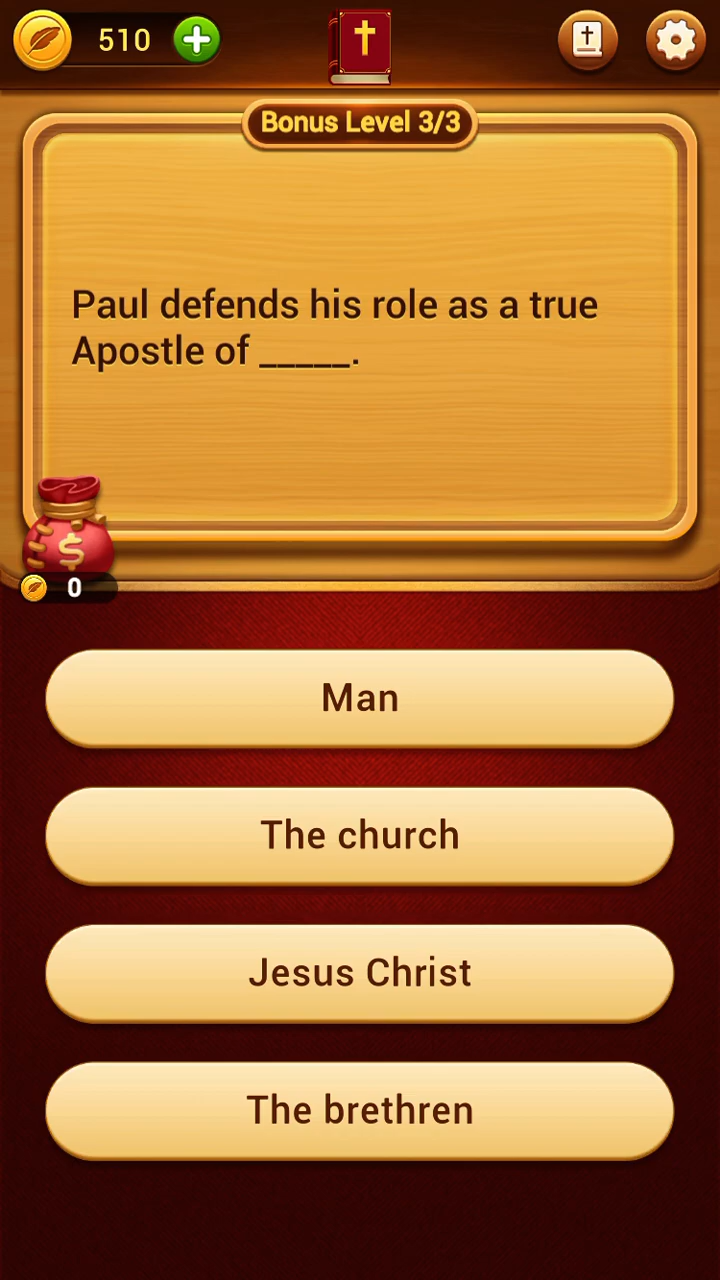 510
Bonus Level 3/3
Paul defends his role as a true
Apostle of _____.
$
0
Man
The church
Jesus Christ
The brethren